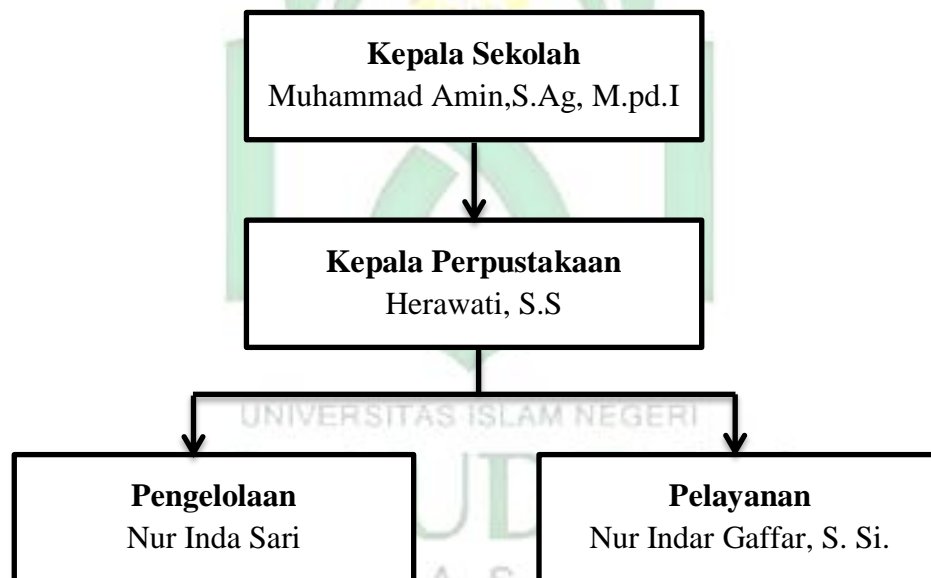 Kepala Sekolah
Muhammad Amin,S.Ag, M.pd.I
Kepala Perpustakaan
Herawati, S.S
UNIVERSITAS ISLAM NEGERI
Pengelolaan
Nur Inda Sari
Pelayanan
Nur Indar Gaffar, S. Si.